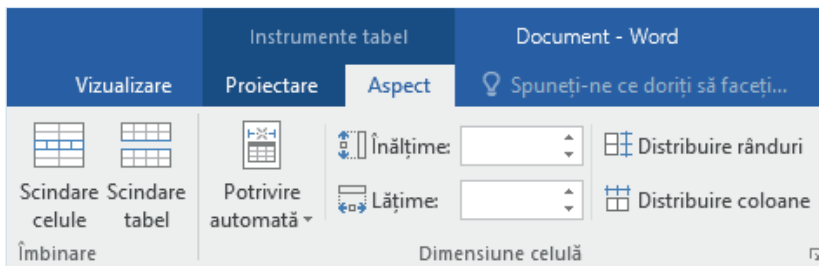 Instrumente tabel Document - Word
Vizualizare Proiectare Aspect Spuneți-ne ce doriți să faceți...
Înălțime: Distribuire rânduri
Scindare Scindare Potrivire Lățime: Distribuire coloane
celule tabel automată
Îmbinare Dimensiune celulă